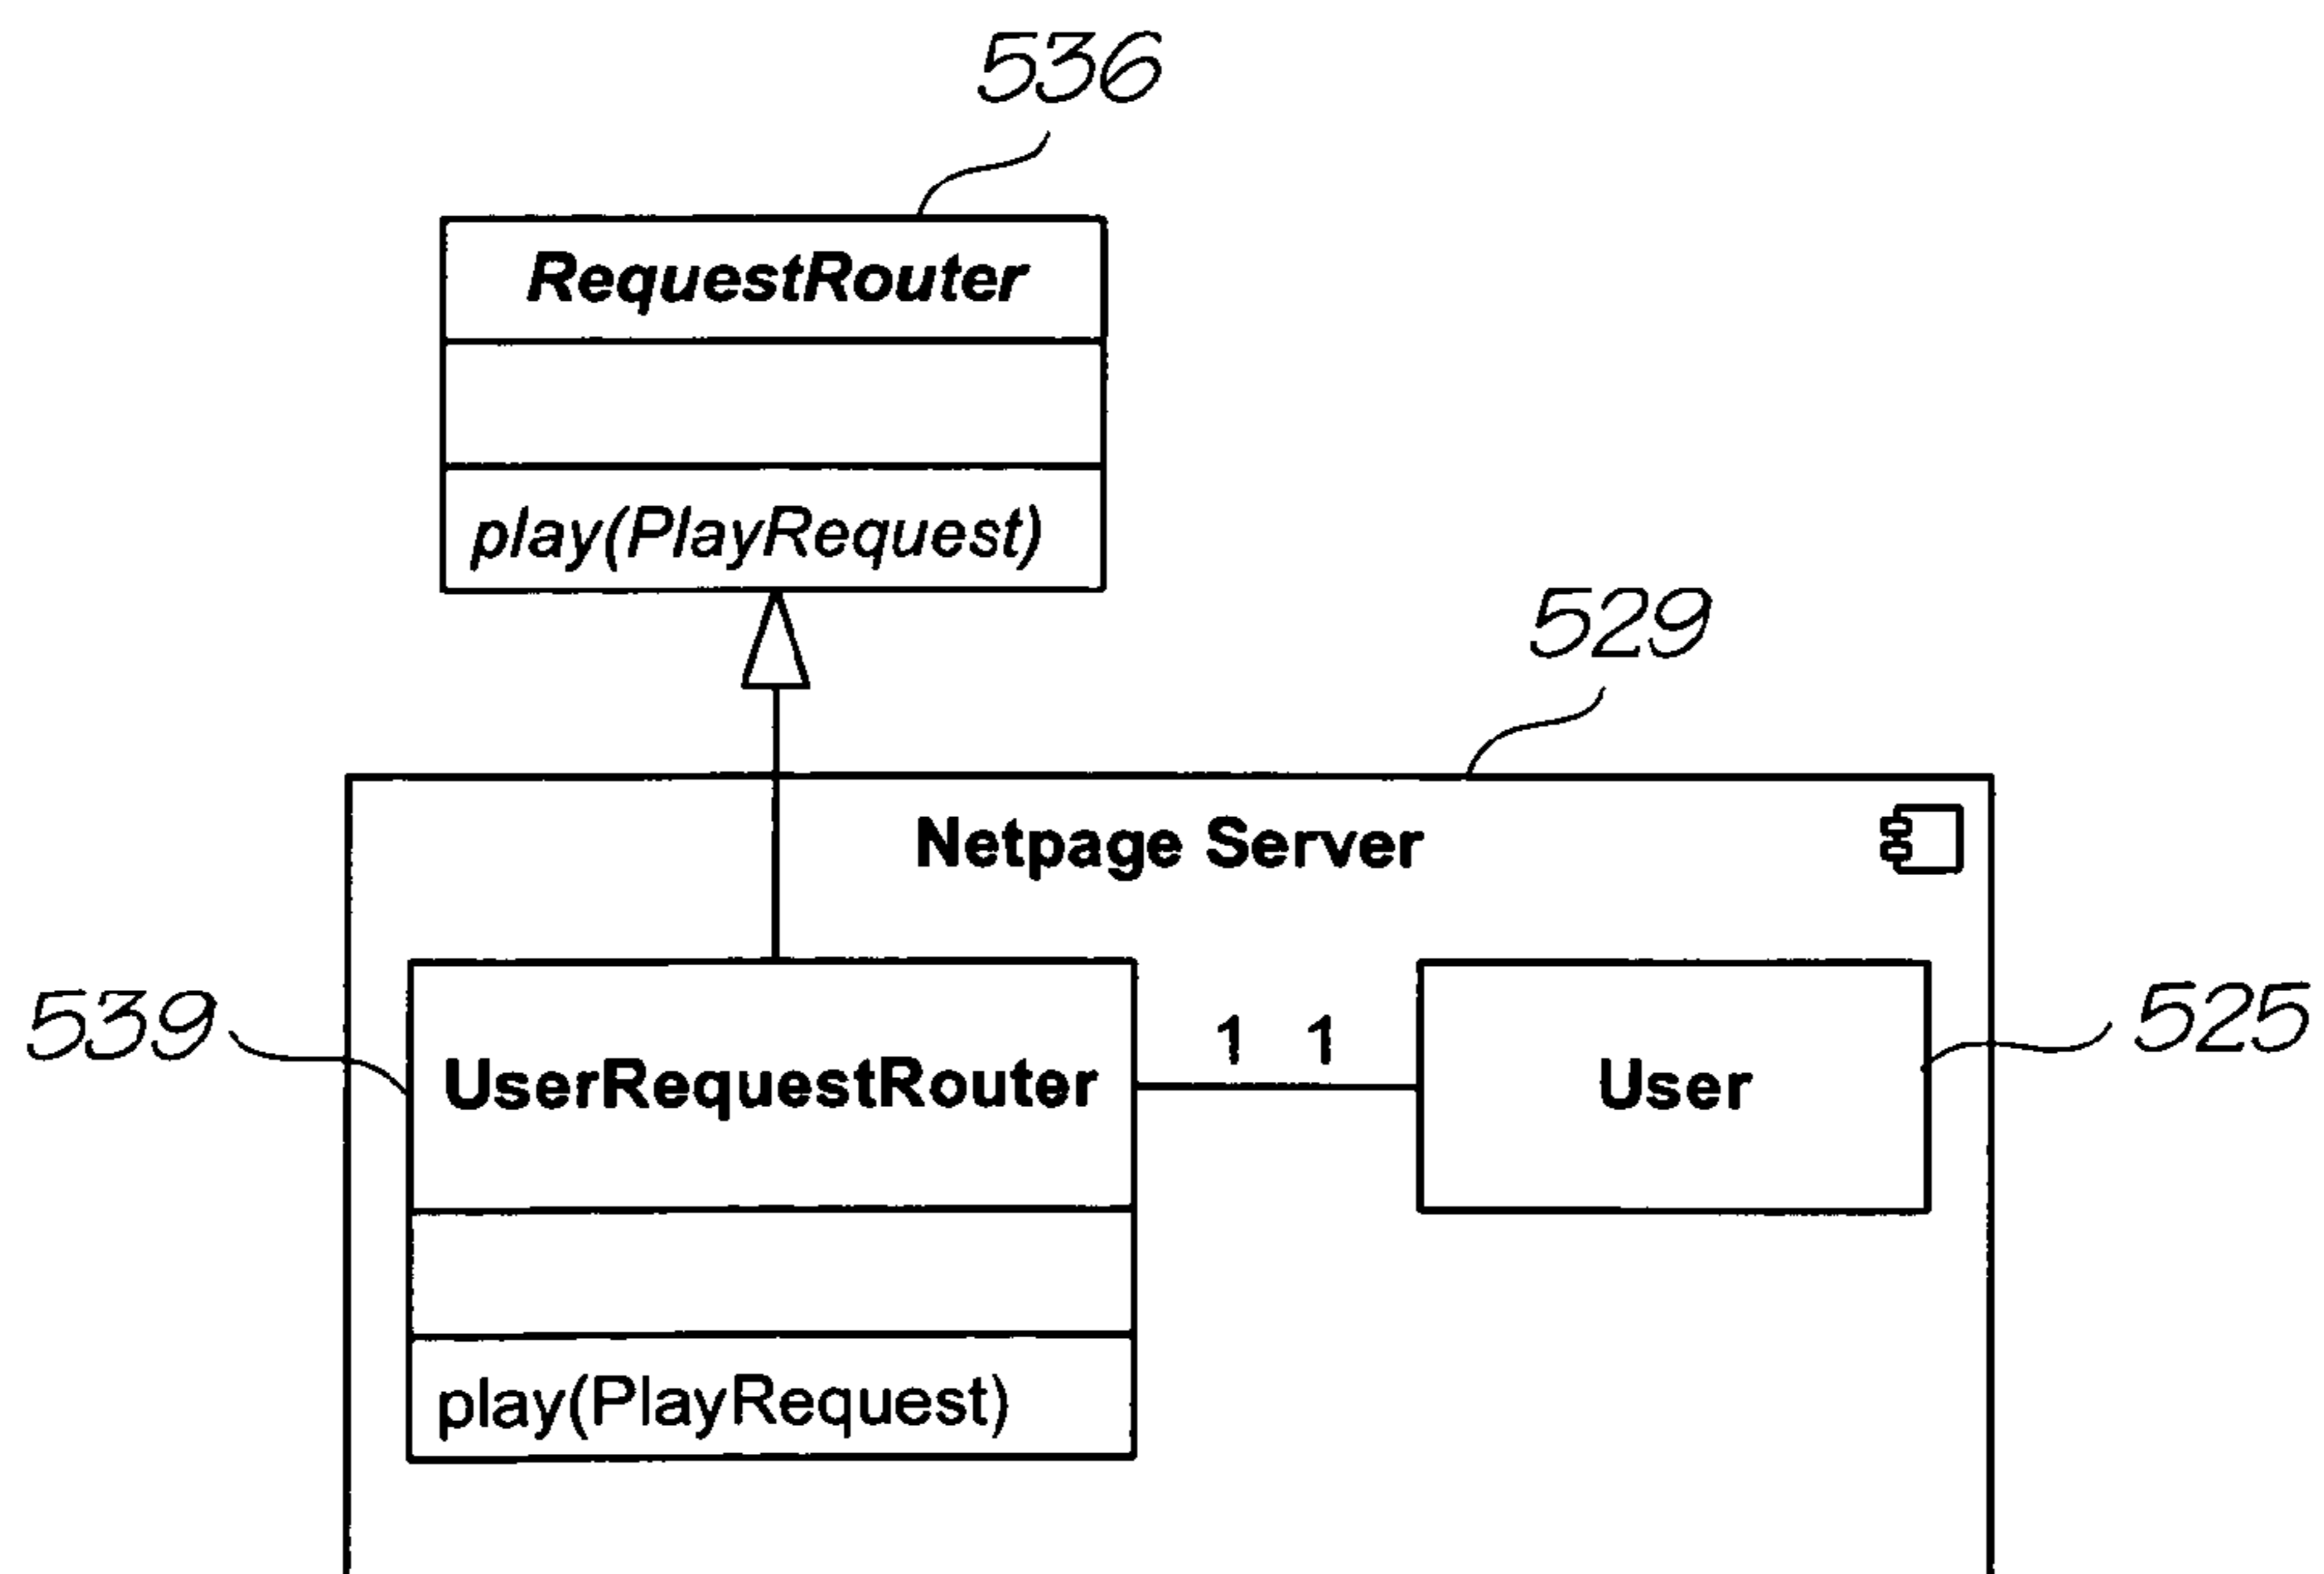 536
RequestRouter
play(PlayRequest)
529
Netpage Server
539
UserRequestRouter
1 1
User
525
play(PlayRequest)